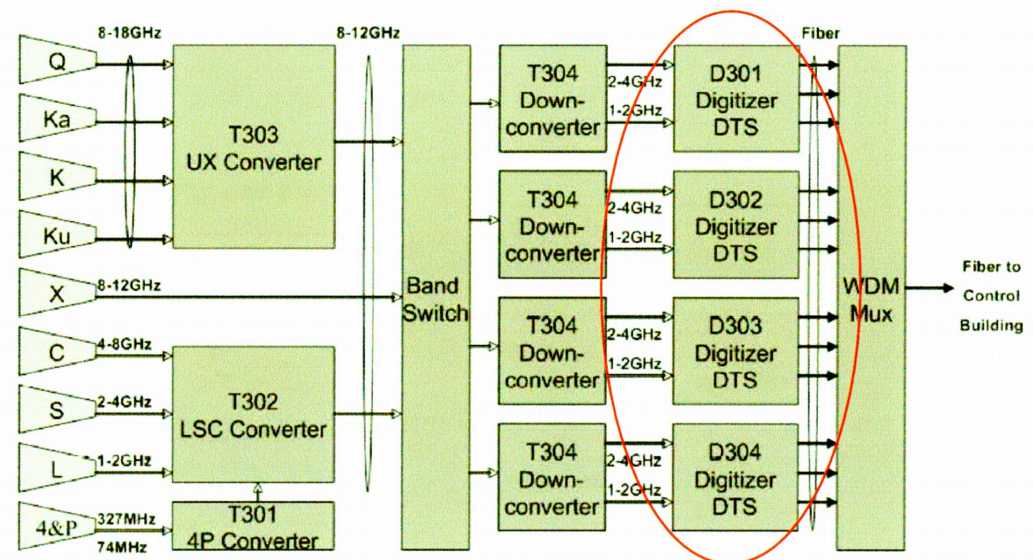 8-18GHz
8-12GHz
Fiber
Q
Ka
K
Ku
T303
UX Converter
X
8-12GHz
C
4-8GHz
S
2-4GHz
L
1-2GHz
T302
LSC Converter
4&P
327MHz
74MHz
T301
4P Converter
Band
Switch
T304
Down-
converter
2-4GHz
1-2GHz
D301
Digitizer
DTS
T304
Down-
converter
2-4GHz
1-2GHz
D302
Digitizer
DTS
T304
Down-
converter
2-4GHz
1-2GHz
D303
Digitizer
DTS
T304
Down-
converter
2-4GHz
1-2GHz
D304
Digitizer
DTS
WDM
Mux
Fiber to
Control
Building